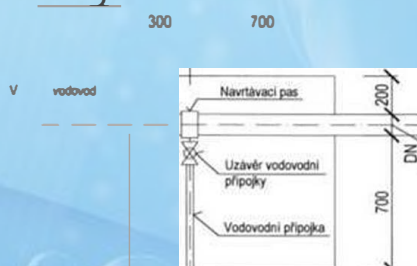 300 700
V vodovod
Navrtávací pas
200
DN
Uzávěr vodovodní
přípojky
700
Vodovodní přípojka